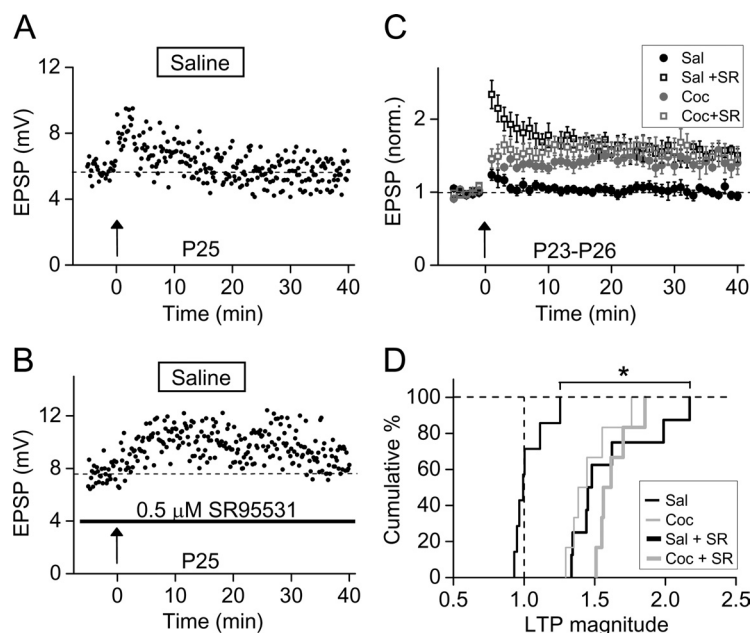 A
Saline
12
8
4
0
EPSP (mV)
P25
0 10 20 30 40
Time (min)
C
Sal
Sal +SR
Coc
Coc+SR
2
1
0
EPSP (norm.)
P23-P26
0 10 20 30 40
Time (min)
B
Saline
12
8
4
0
EPSP (mV)
0.5 µM SR95531
P25
0 10 20 30 40
Time (min)
D
*
100
80
60
40
20
0
Cumulative %
Sal
Coc
Sal + SR
Coc + SR
0.5 1.0 1.5 2.0 2.5
LTP magnitude